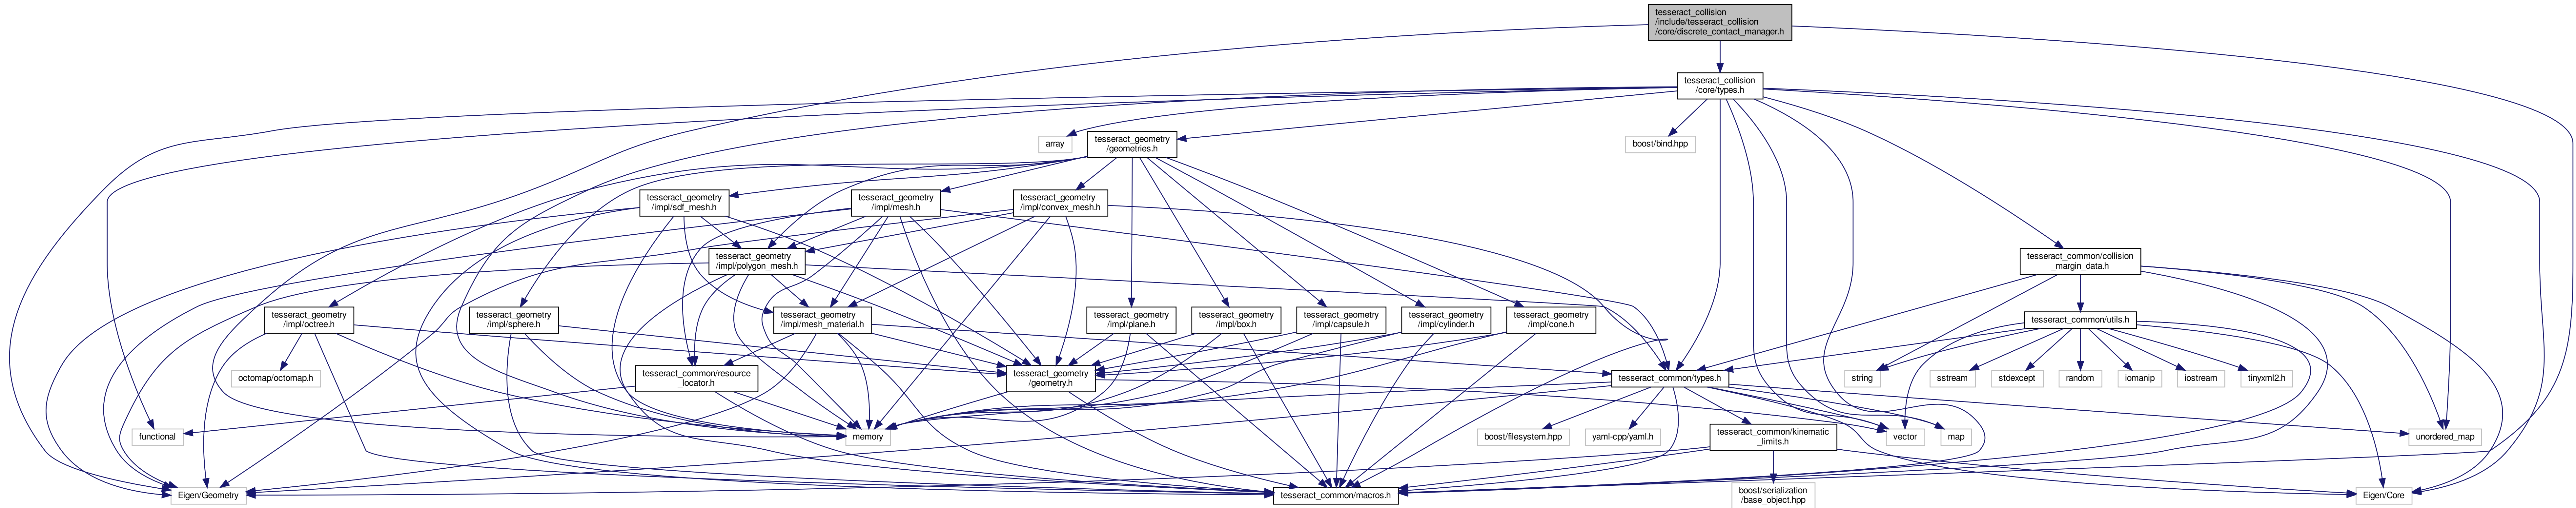 tesseract_collision
/include/tesseract_collision
/core/discrete_contact_manager.h
tesseract_collision
/core/types.h
array
tesseract_geometry
/geometries.h
boost/bind.hpp
tesseract_geometry
/impl/sdf_mesh.h
tesseract_geometry
/impl/mesh.h
tesseract_geometry
/impl/convex_mesh.h
tesseract_geometry
/impl/polygon_mesh.h
tesseract_common/collision
_margin_data.h
tesseract_geometry
/impl/octree.h
tesseract_geometry
/impl/sphere.h
tesseract_geometry
/impl/mesh_material.h
tesseract_geometry
/impl/plane.h
tesseract_geometry
/impl/box.h
tesseract_geometry
/impl/capsule.h
tesseract_geometry
/impl/cylinder.h
tesseract_geometry
/impl/cone.h
tesseract_common/utils.h
octomap/octomap.h
tesseract_common/resource
_locator.h
tesseract_geometry
/geometry.h
tesseract_common/types.h
string
sstream
stdexcept
random
iomanip
iostream
tinyxml2.h
functional
memory
boost/filesystem.hpp
yaml-cpp/yaml.h
tesseract_common/kinematic
_limits.h
vector
map
unordered_map
Eigen/Geometry
tesseract_common/macros.h
boost/serialization
/base_object.hpp
Eigen/Core